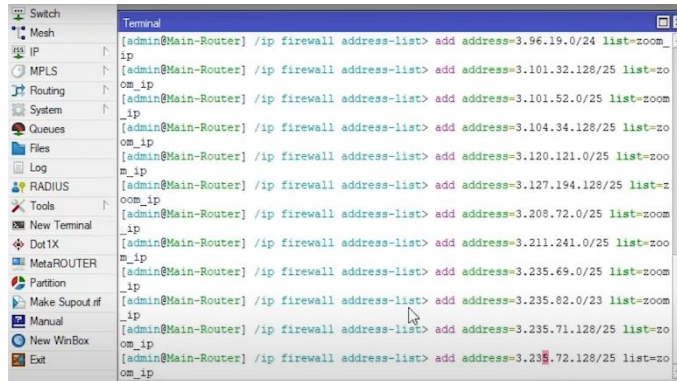 Switch
Mesh
IP
MPLS
Routing
System
Queues
Files
Log
RADIUS
Tools
New Terminal
Dot1X
MetaROUTER
Partition
Make Supout.rif
Manual
New WinBox
Exit
Terminal
[admin@Main-Router] /ip firewall address-list> add address=3.96.19.0/24 list=zoom_
ip
[admin@Main-Router] /ip firewall address-list> add address=3.101.32.128/25 list=zo
om_ip
[admin@Main-Router] /ip firewall address-list> add address=3.101.52.0/25 list=zoom
_ip
[admin@Main-Router] /ip firewall address-list> add address=3.104.34.128/25 list=zo
om_ip
[admin@Main-Router] /ip firewall address-list> add address=3.120.121.0/25 list=zoo
m_ip
[admin@Main-Router] /ip firewall address-list> add address=3.127.194.128/25 list=z
oom_ip
[admin@Main-Router] /ip firewall address-list> add address=3.208.72.0/25 list=zoom
_ip
[admin@Main-Router] /ip firewall address-list> add address=3.211.241.0/25 list=zoo
m_ip
[admin@Main-Router] /ip firewall address-list> add address=3.235.69.0/25 list=zoom
_ip
[admin@Main-Router] /ip firewall address-list> add address=3.235.82.0/23 list=zoom
_ip
[admin@Main-Router] /ip firewall address-list> add address=3.235.71.128/25 list=zo
om_ip
[admin@Main-Router] /ip firewall address-list> add address=3.235.72.128/25 list=zo
om_ip